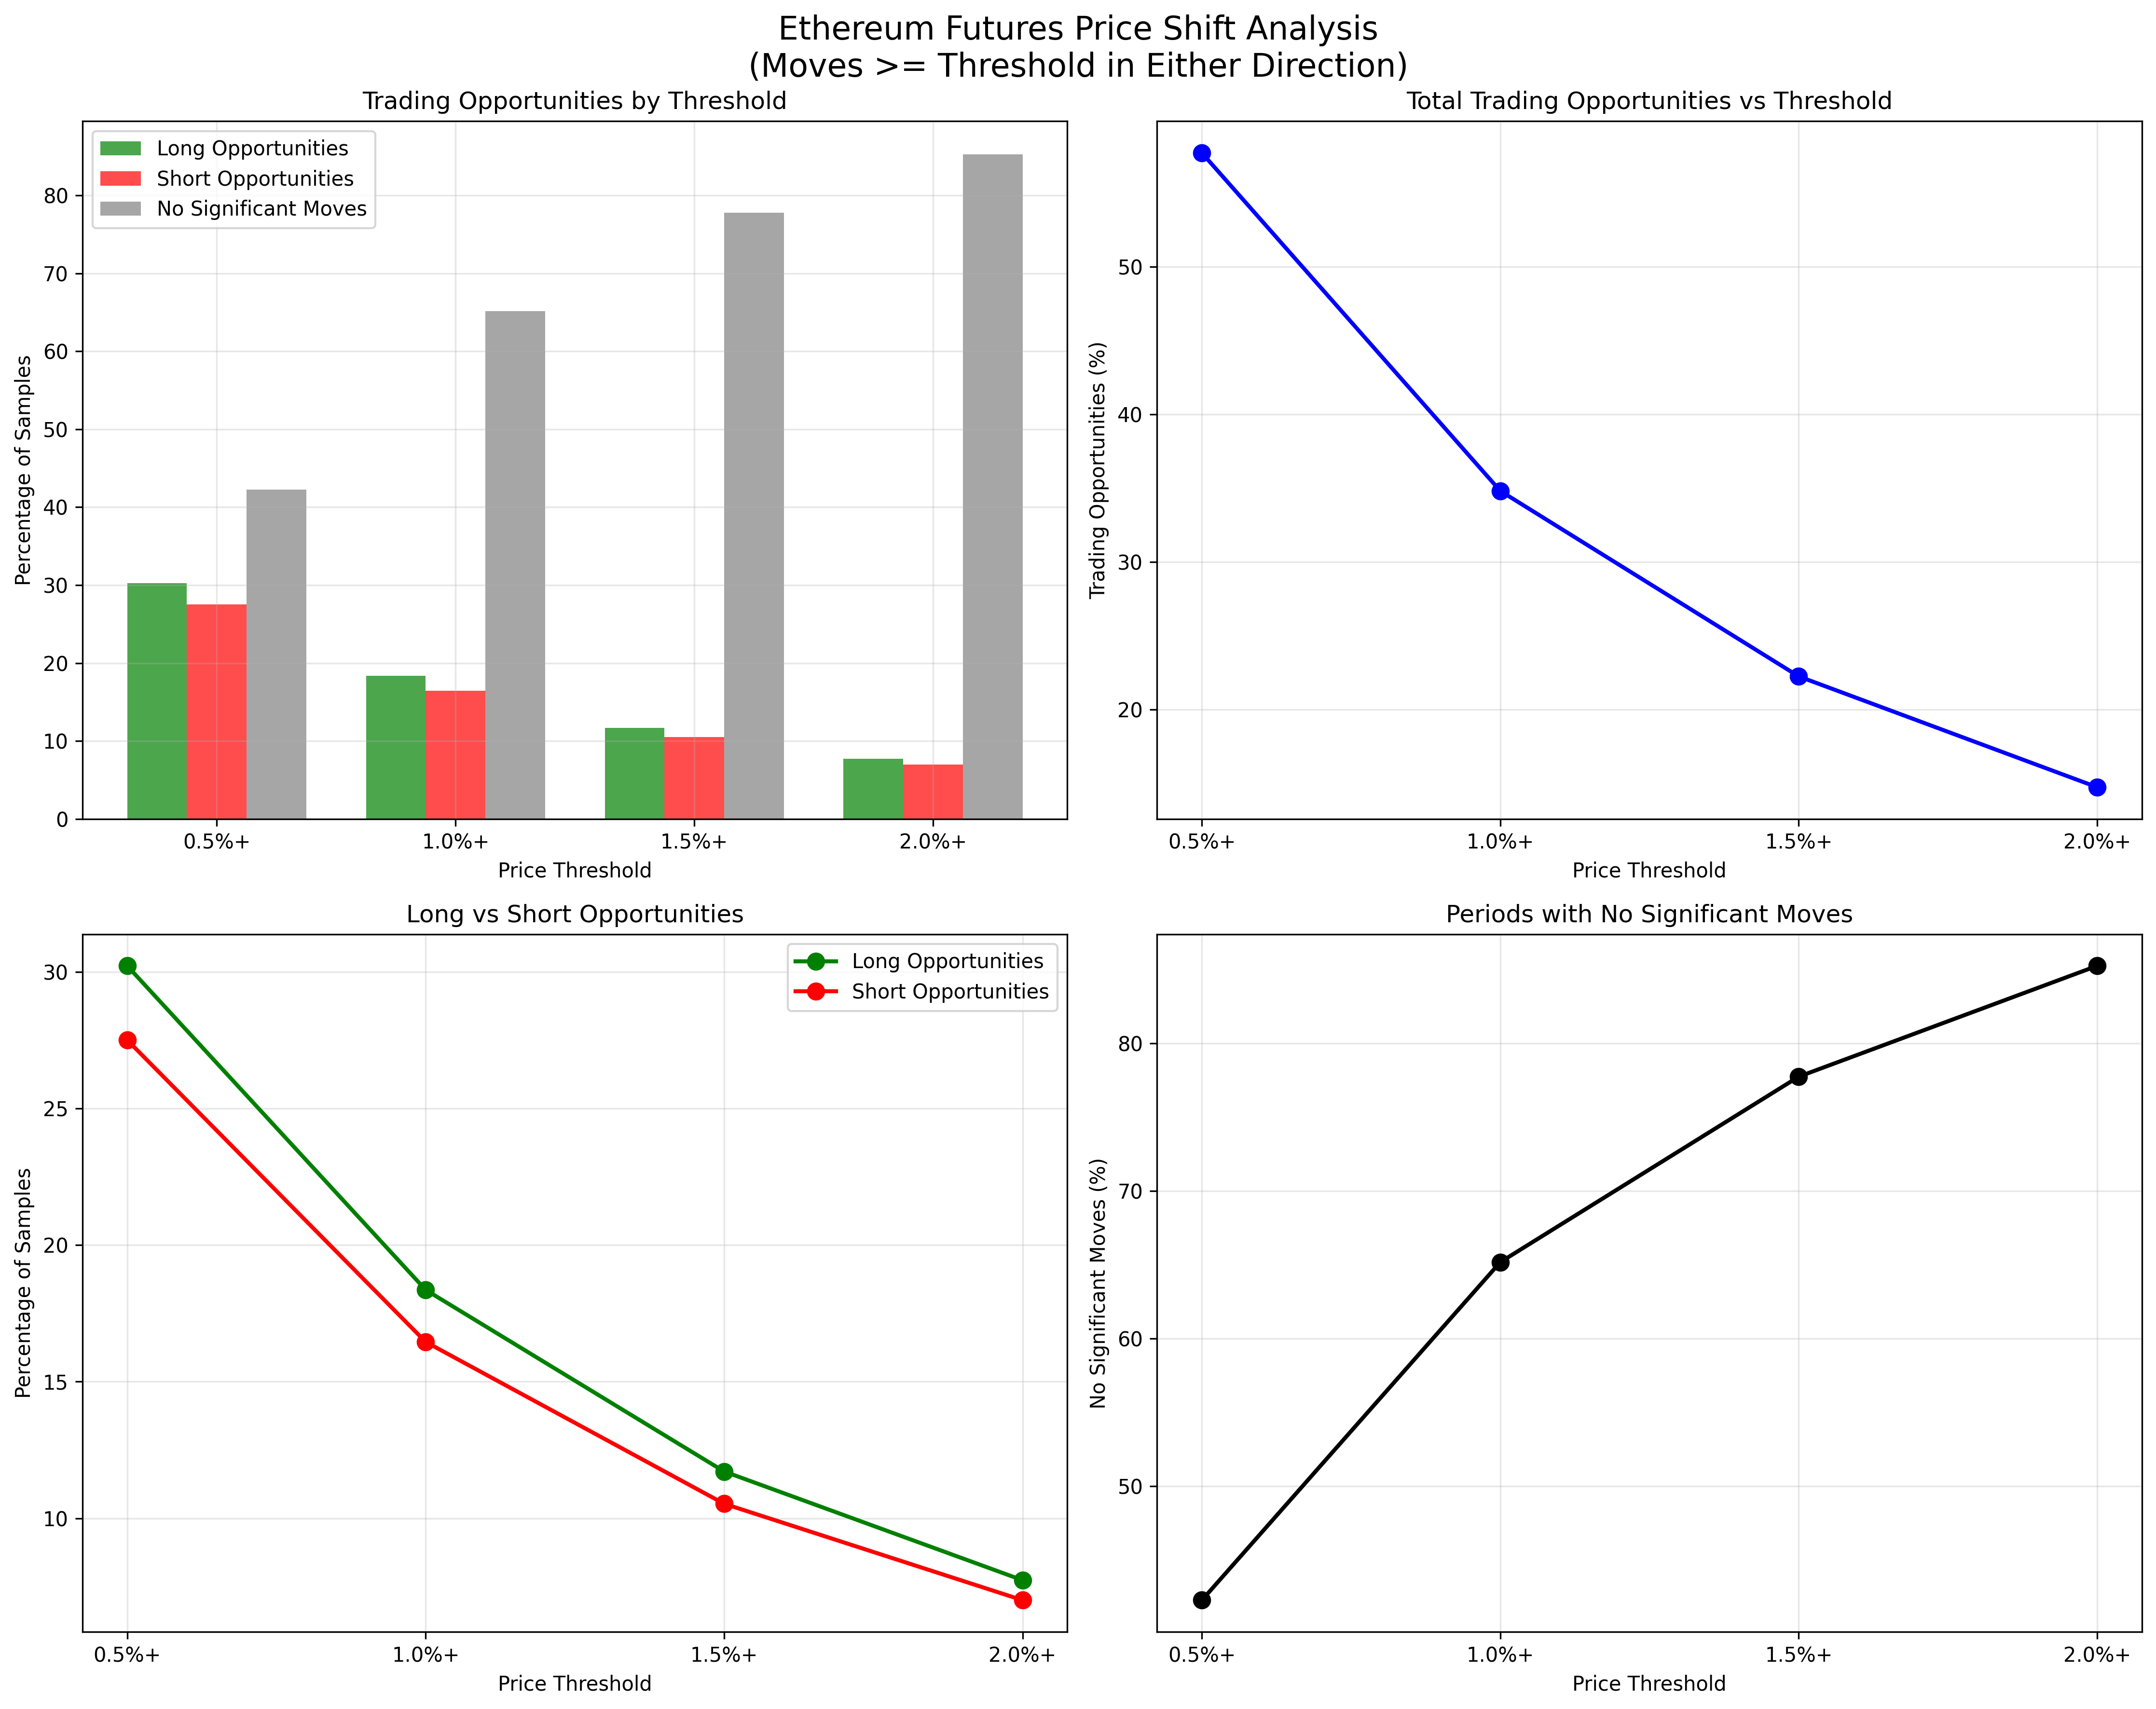 Ethereum Futures Price Shift Analysis
(Moves >= Threshold in Either Direction)
Trading Opportunities by Threshold
Long Opportunities
Short Opportunities
No Significant Moves
Percentage of Samples
80
70
60
50
40
30
20
10
0
0.5%+
1.0%+
1.5%+
2.0%+
Price Threshold
Total Trading Opportunities vs Threshold
Trading Opportunities (%)
50
40
30
20
0.5%+
1.0%+
1.5%+
2.0%+
Price Threshold
Long vs Short Opportunities
Long Opportunities
Short Opportunities
Percentage of Samples
30
25
20
15
10
0.5%+
1.0%+
1.5%+
2.0%+
Price Threshold
Periods with No Significant Moves
No Significant Moves (%)
80
70
60
50
0.5%+
1.0%+
1.5%+
2.0%+
Price Threshold